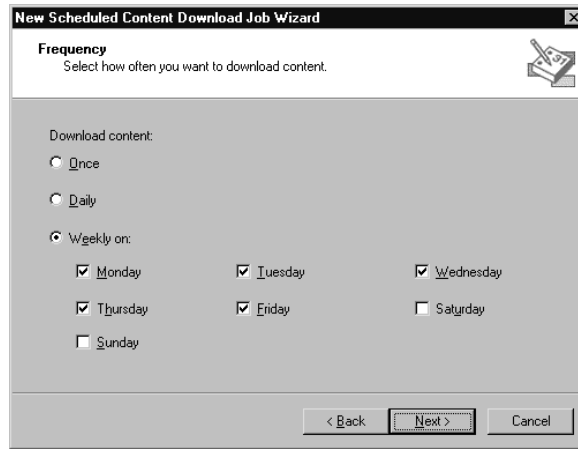 New Scheduled Content Download Job Wizard
Frequency
Select how often you want to download content.
Download content:
Once
Daily
Weekly on:
Monday Tuesday Wednesday
Thursday Friday Saturday
Sunday
< Back Next > Cancel